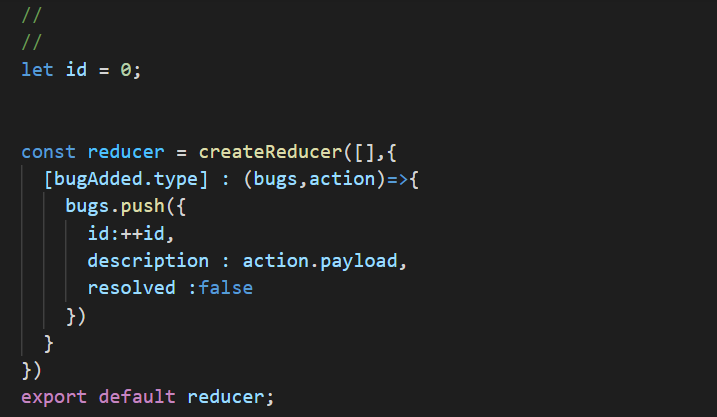 //
//
let id = 0;
const reducer = createReducer([],{
[bugAdded.type] : (bugs,action)=>{
bugs.push({
id:++id,
description : action.payload,
resolved :false
})
}
})
export default reducer;